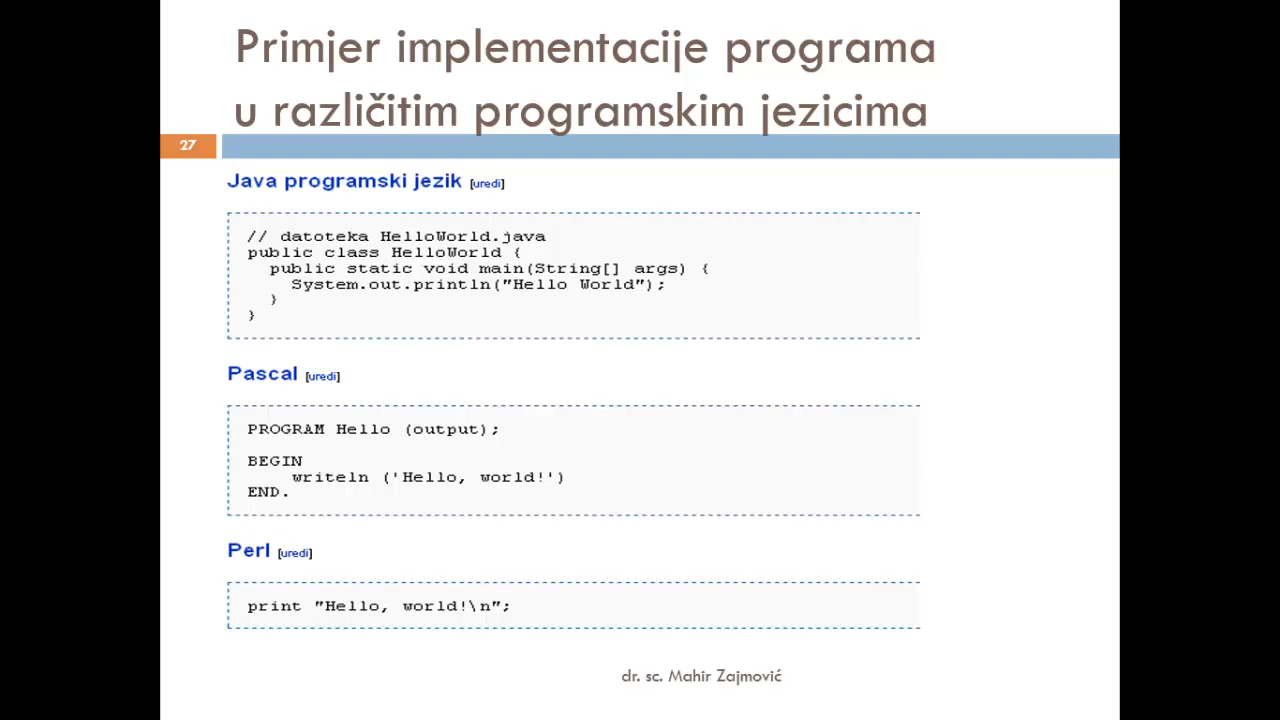 Primjer implementacije programa
u različitim programskim jezicima
27
Java programski jezik [uredi]
// datoteka HelloWorld.java
public class HelloWorld {
  public static void main(String[] args) {
    System.out.println("Hello World");
  }
}
Pascal [uredi]
PROGRAM Hello (output);
BEGIN
    writeln ('Hello, world!')
END.
Perl [uredi]
print "Hello, world!\n";
dr. sc. Mahir Zajmović